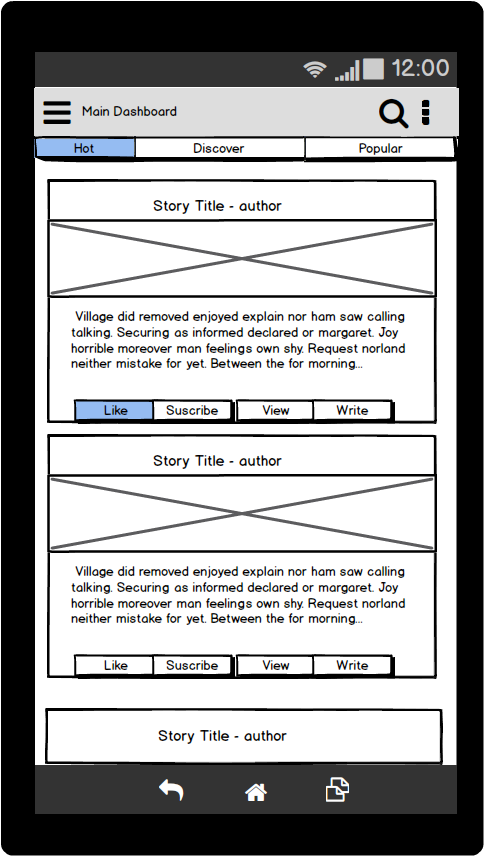 12:00
Main Dashboard
Hot Discover Popular
Story Title - author
Village did removed enjoyed explain nor ham saw calling
talking. Securing as informed declared or margaret. Joy
horrible moreover man feelings own shy. Request norland
neither mistake for yet. Between the for morning...
Like Suscribe View Write
Story Title - author
Village did removed enjoyed explain nor ham saw calling
talking. Securing as informed declared or margaret. Joy
horrible moreover man feelings own shy. Request norland
neither mistake for yet. Between the for morning...
Like Suscribe View Write
Story Title - author